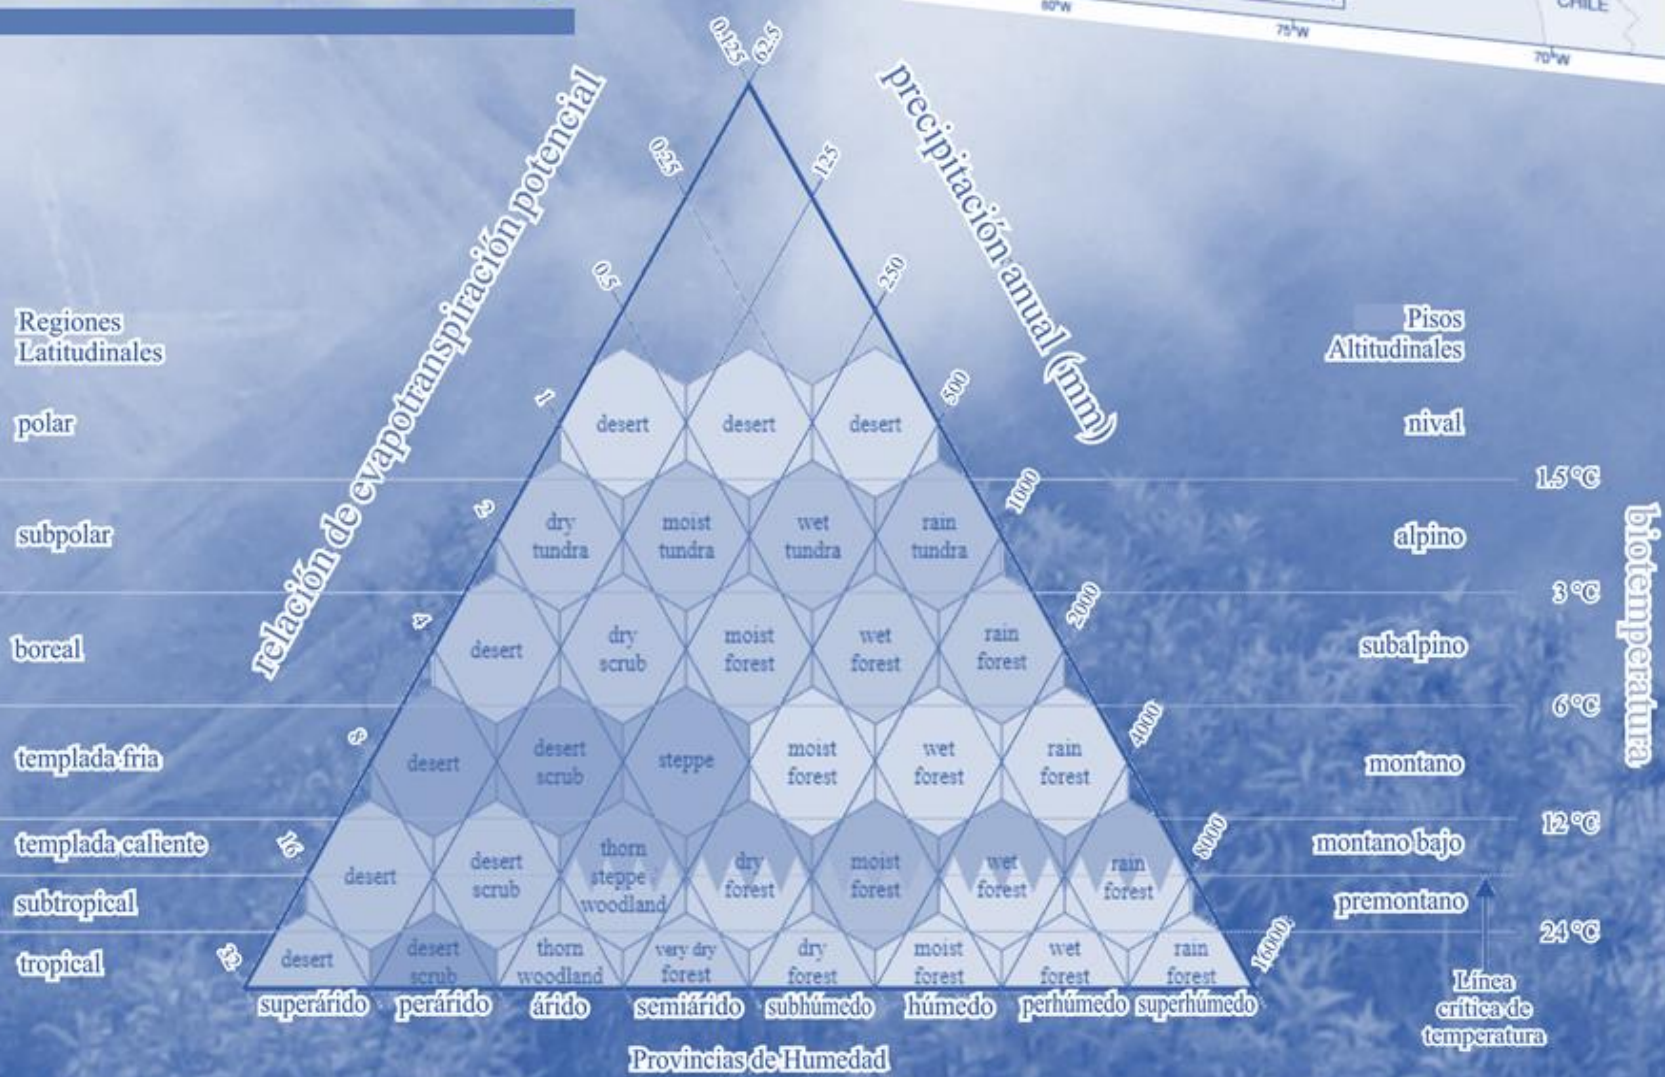 80°W
75°W
70°W
CHILE
0.125
62.5
0.25
125
0.5
250
1
500
2
1000
4
2000
8
4000
16
8000
32
16000
relación de evapotranspiración potencial
precipitación anual (mm)
Regiones
Latitudinales
Pisos
Altitudinales
polar
desert
desert
desert
nival
1.5 °C
subpolar
dry
tundra
moist
tundra
wet
tundra
rain
tundra
alpino
3 °C
boreal
desert
dry
scrub
moist
forest
wet
forest
rain
forest
subalpino
6 °C
templada fria
desert
desert
scrub
steppe
moist
forest
wet
forest
rain
forest
montano
12 °C
templada caliente
desert
desert
scrub
thorn
steppe
woodland
dry
forest
moist
forest
wet
forest
rain
forest
montano bajo
subtropical
premontano
24 °C
tropical
desert
desert
scrub
thorn
woodland
very dry
forest
dry
forest
moist
forest
wet
forest
rain
forest
biotemperatura
superárido
perárido
árido
semiárido
subhúmedo
húmedo
perhúmedo
superhúmedo
Línea
crítica de
temperatura
Provincias de Humedad